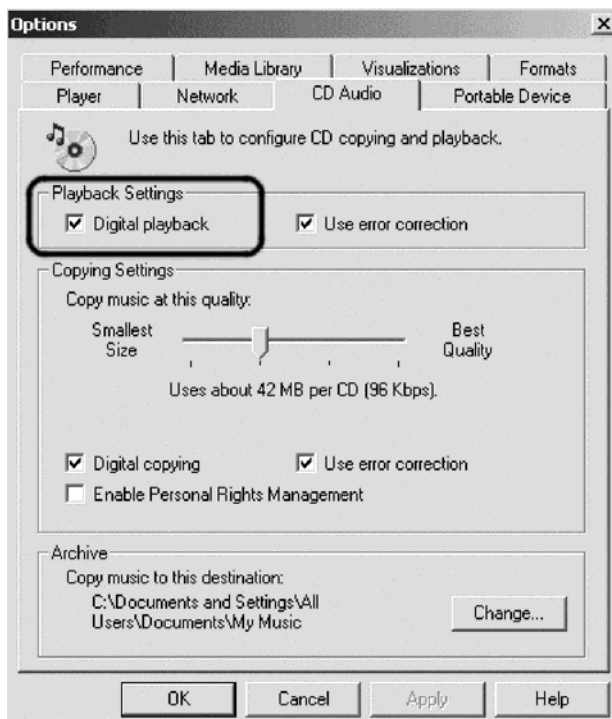 Options
Performance Media Library Visualizations Formats
Player Network CD Audio Portable Device
Use this tab to configure CD copying and playback.
Playback Settings
Digital playback Use error correction
Copying Settings
Copy music at this quality:
Smallest Best
Size Quality
Uses about 42 MB per CD (96 Kbps).
Digital copying Use error correction
Enable Personal Rights Management
Archive
Copy music to this destination:
C:\Documents and Settings\All
Users\Documents\My Music
Change...
OK Cancel Apply Help